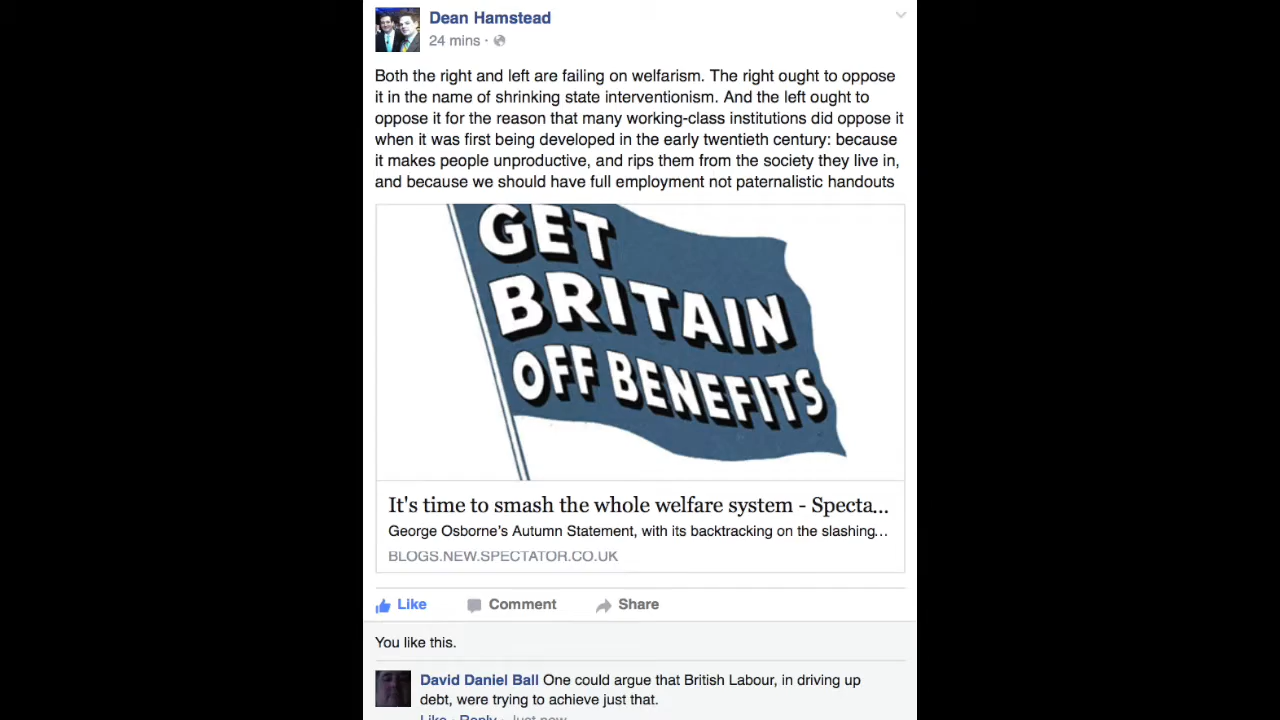 Dean Hamstead
24 mins ·
Both the right and left are failing on welfarism. The right ought to oppose
it in the name of shrinking state interventionism. And the left ought to
oppose it for the reason that many working-class institutions did oppose it
when it was first being developed in the early twentieth century: because
it makes people unproductive, and rips them from the society they live in,
and because we should have full employment not paternalistic handouts
GET
BRITAIN
OFF BENEFITS
It's time to smash the whole welfare system - Specta...
George Osborne's Autumn Statement, with its backtracking on the slashing...
BLOGS.NEW.SPECTATOR.CO.UK
Like Comment Share
You like this.
David Daniel Ball One could argue that British Labour, in driving up
debt, were trying to achieve just that.
Like · Reply · Just now